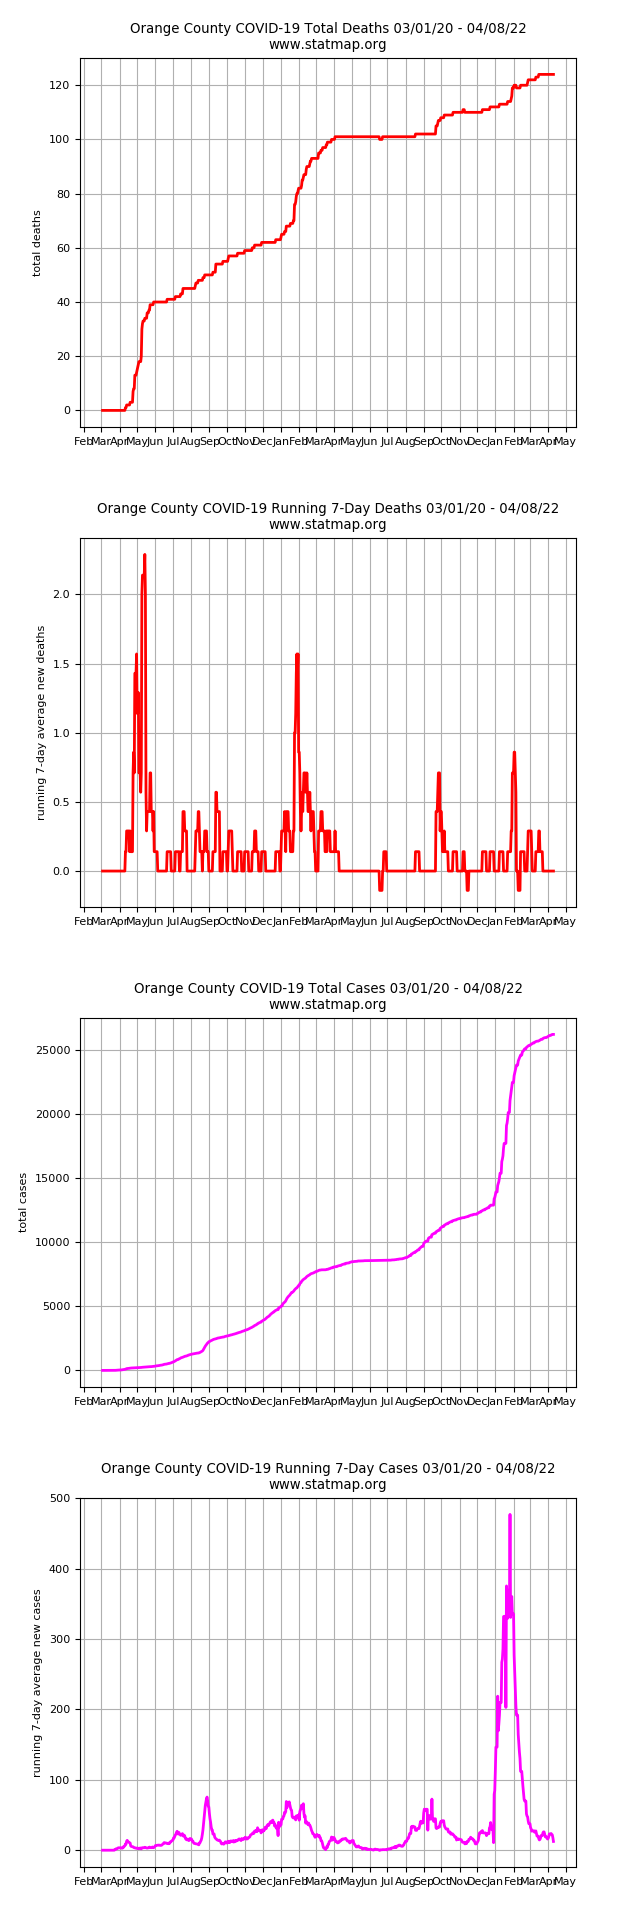 Orange County COVID-19 Total Deaths 03/01/20 - 04/08/22
www.statmap.org
total deaths
120
100
80
60
40
20
0
Feb Mar Apr May Jun Jul Aug Sep Oct Nov Dec Jan Feb Mar Apr May Jun Jul Aug Sep Oct Nov Dec Jan Feb Mar Apr May
Orange County COVID-19 Running 7-Day Deaths 03/01/20 - 04/08/22
www.statmap.org
running 7-day average new deaths
2.0
1.5
1.0
0.5
0.0
Feb Mar Apr May Jun Jul Aug Sep Oct Nov Dec Jan Feb Mar Apr May Jun Jul Aug Sep Oct Nov Dec Jan Feb Mar Apr May
Orange County COVID-19 Total Cases 03/01/20 - 04/08/22
www.statmap.org
total cases
25000
20000
15000
10000
5000
0
Feb Mar Apr May Jun Jul Aug Sep Oct Nov Dec Jan Feb Mar Apr May Jun Jul Aug Sep Oct Nov Dec Jan Feb Mar Apr May
Orange County COVID-19 Running 7-Day Cases 03/01/20 - 04/08/22
www.statmap.org
running 7-day average new cases
500
400
300
200
100
0
Feb Mar Apr May Jun Jul Aug Sep Oct Nov Dec Jan Feb Mar Apr May Jun Jul Aug Sep Oct Nov Dec Jan Feb Mar Apr May